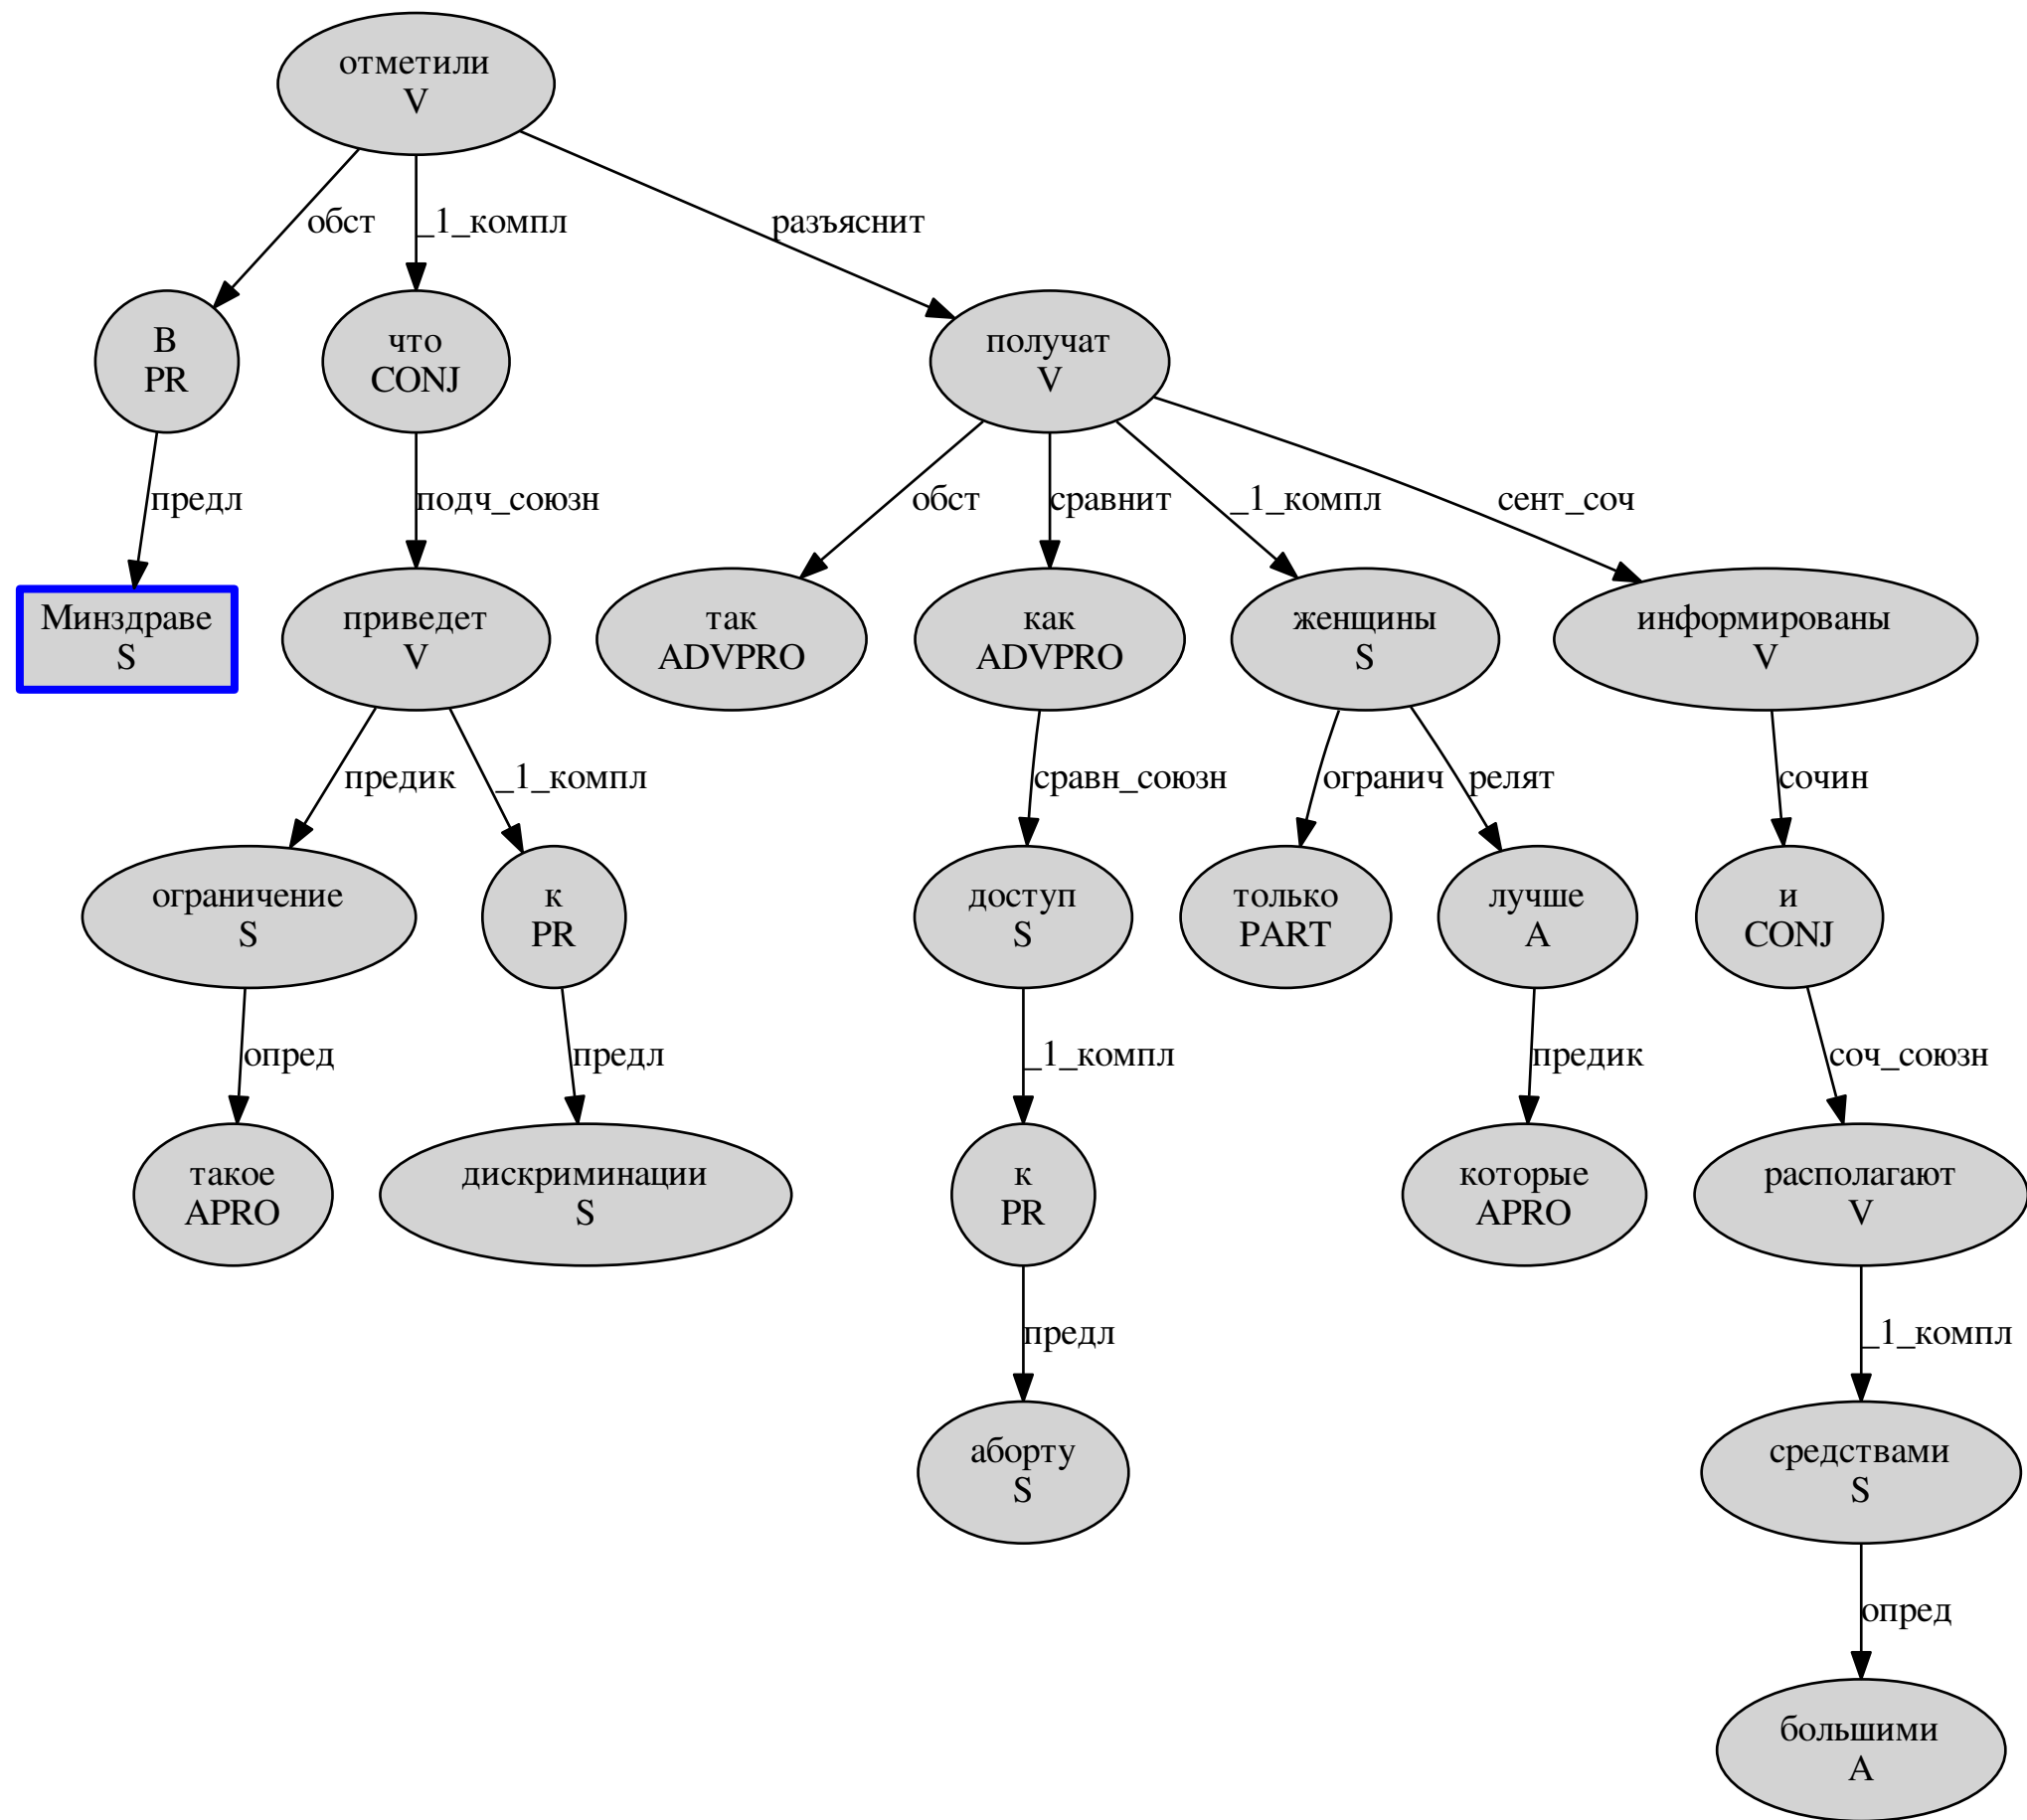 отметили
V
обст
_1_компл
разъяснит
В
PR
что
CONJ
получат
V
предл
подч_союзн
обст
сравнит
_1_компл
сент_соч
Минздраве
S
приведет
V
так
ADVPRO
как
ADVPRO
женщины
S
информированы
V
предик
_1_компл
сравн_союзн
огранич
релят
сочин
ограничение
S
к
PR
доступ
S
только
PART
лучше
A
и
CONJ
опред
предл
_1_компл
предик
соч_союзн
такое
APRO
дискриминации
S
к
PR
которые
APRO
располагают
V
предл
_1_компл
аборту
S
средствами
S
опред
большими
A